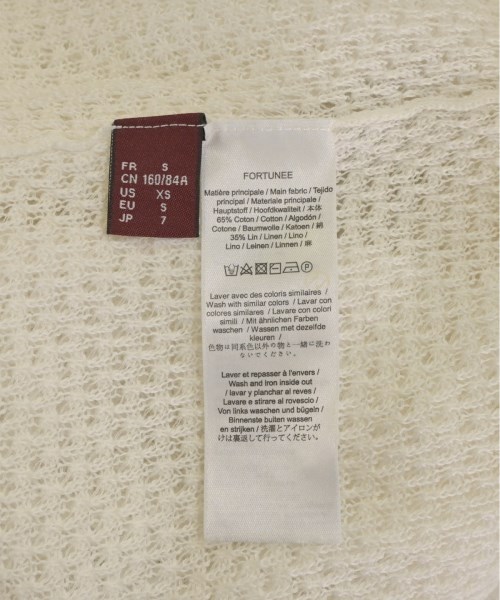 FR S
CN 160/84A
US XS
EU S
JP 7
FORTUNEE
Matière principale / Main fabric / Tejido
principal / Materiale principale /
Hauptstoff / Hoofdkwaliteit / 本体
65% Coton / Cotton / Algodón /
Cotone / Baumwolle / Katoen / 綿
35% Lin / Linen / Lino /
Lino / Leinen / Linnen / 麻
Laver avec des coloris similaires /
Wash with similar colors / Lavar con
colores similares / Lavare con colori
simili / Mit ähnlichen Farben
waschen / Wassen met dezelfde
kleuren /
色物は同系色以外の物と一緒に洗わ
ないでください。
Laver et repasser à l'envers /
Wash and Iron inside out
/ lavar y planchar al reves /
Lavare e stirare al rovescio /
Von links waschen und bügeln /
Binnenste buiten wassen
en strijken / 洗濯とアイロンが
けは裏返して行ってください。